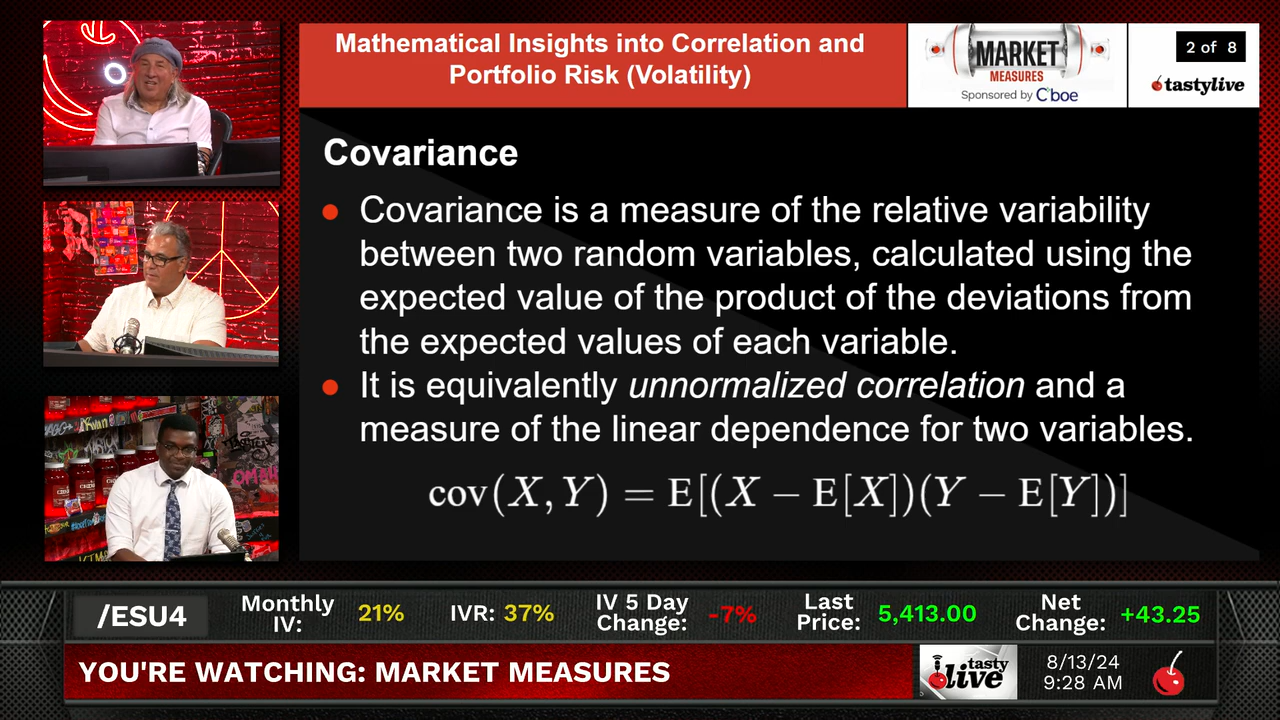 Mathematical Insights into Correlation and
Portfolio Risk (Volatility)
MARKET
MEASURES
Sponsored by Cboe
2 of 8
tastylive
Covariance
• Covariance is a measure of the relative variability
between two random variables, calculated using the
expected value of the product of the deviations from
the expected values of each variable.
• It is equivalently unnormalized correlation and a
measure of the linear dependence for two variables.
cov(X, Y) = E[(X − E[X])(Y − E[Y])]
/ESU4
Monthly
IV:
21%
IVR: 37%
IV 5 Day
Change:
-7%
Last
Price:
5,413.00
Net
Change:
+43.25
YOU'RE WATCHING: MARKET MEASURES
tasty
live
8/13/24
9:28 AM